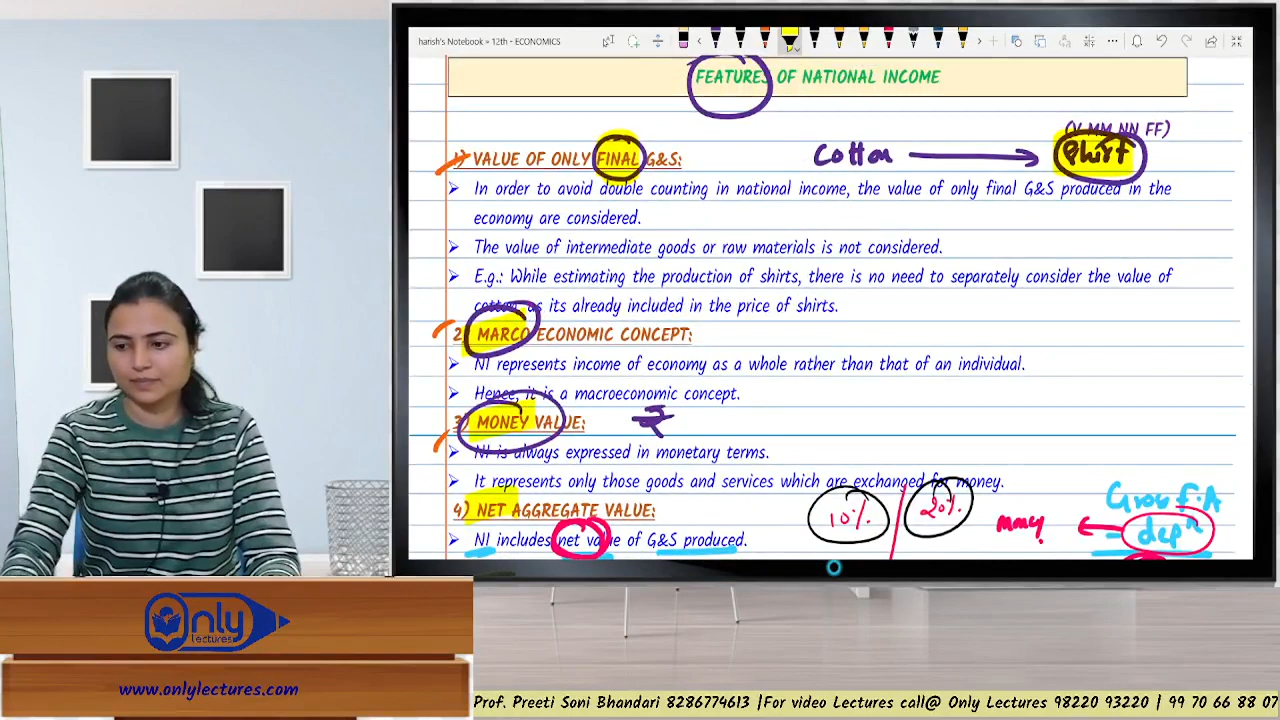 harish's Notebook » 12th - ECONOMICS
FEATURES OF NATIONAL INCOME
(V MM NN FF)
1) VALUE OF ONLY FINAL G&S:
Cotton
Shirt
In order to avoid double counting in national income, the value of only final G&S produced in the
economy are considered.
The value of intermediate goods or raw materials is not considered.
E.g.: While estimating the production of shirts, there is no need to separately consider the value of
cotton as its already included in the price of shirts.
2) MARCO ECONOMIC CONCEPT:
NI represents income of economy as a whole rather than that of an individual.
Hence, it is a macroeconomic concept.
3) MONEY VALUE:
NI is always expressed in monetary terms.
It represents only those goods and services which are exchanged for money.
4) NET AGGREGATE VALUE:
10% 20%
NI includes net value of G&S produced.
depn
Only
lectures
www.onlylectures.com
Prof. Preeti Soni Bhandari 8286774613 |For video Lectures call@ Only Lectures 98220 93220 | 99 70 66 88 07